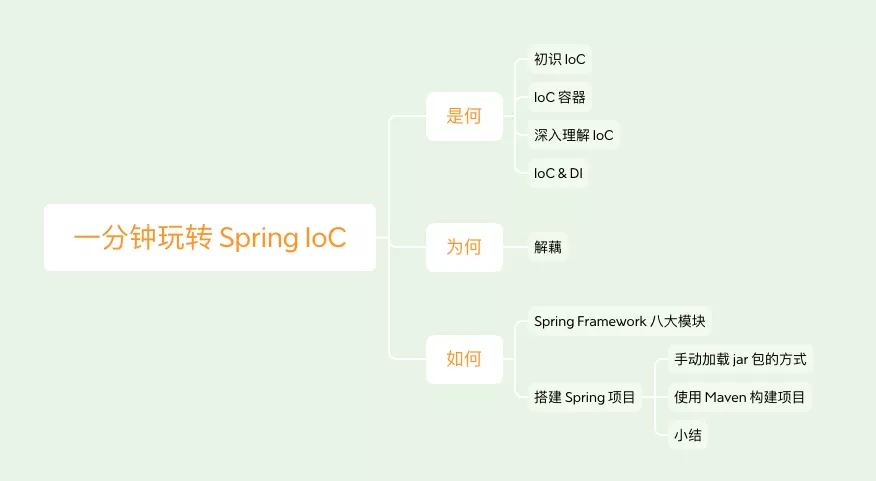 一分钟玩转 Spring IoC
是何
初识 IoC
IoC 容器
深入理解 IoC
IoC & DI
为何
解藕
如何
Spring Framework 八大模块
搭建 Spring 项目
手动加载 jar 包的方式
使用 Maven 构建项目
小结